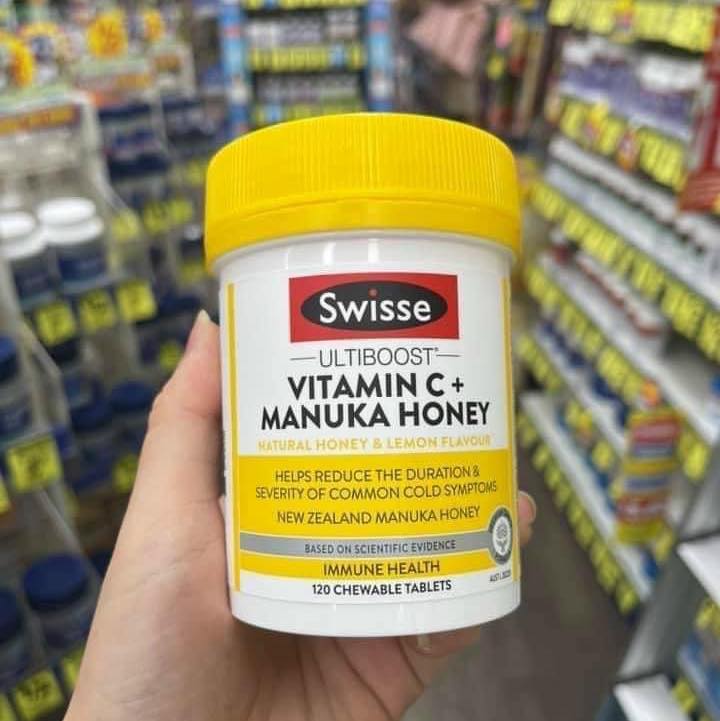 Swisse
ULTIBOOST®
VITAMIN C +
MANUKA HONEY
NATURAL HONEY & LEMON FLAVOUR
HELPS REDUCE THE DURATION &
SEVERITY OF COMMON COLD SYMPTOMS
NEW ZEALAND MANUKA HONEY
BASED ON SCIENTIFIC EVIDENCE
IMMUNE HEALTH
120 CHEWABLE TABLETS